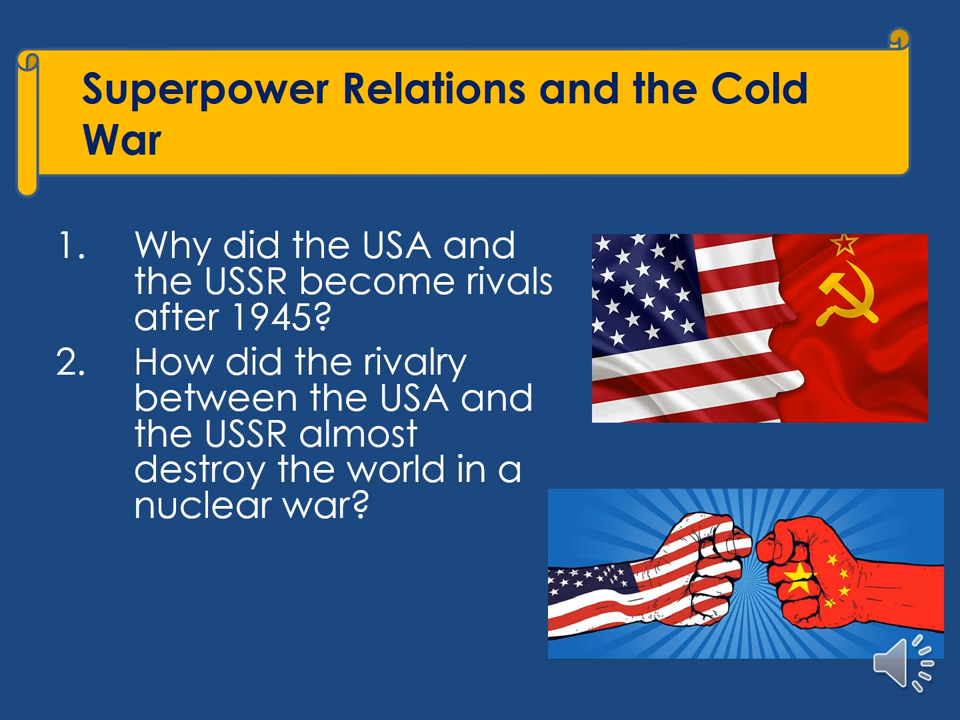 Superpower Relations and the Cold
War
1. Why did the USA and
the USSR become rivals
after 1945?
2. How did the rivalry
between the USA and
the USSR almost
destroy the world in a
nuclear war?